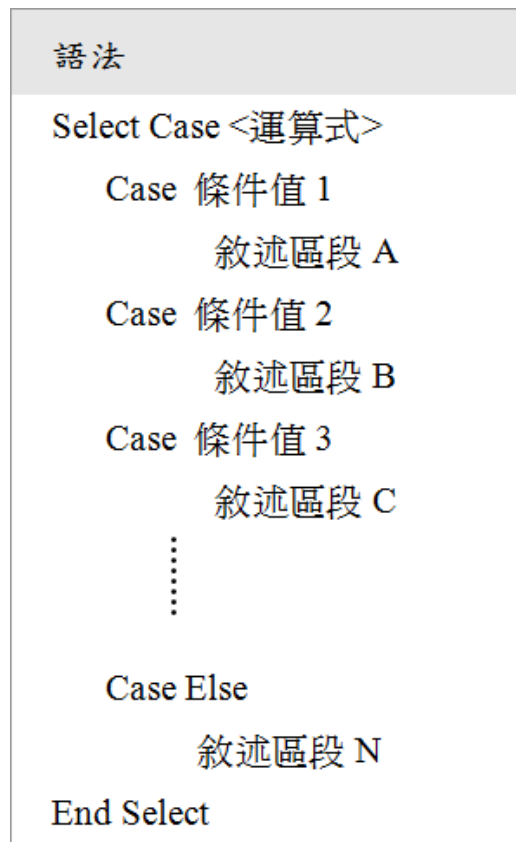 語法
Select Case <運算式>
Case 條件值 1
敘述區段 A
Case 條件值 2
敘述區段 B
Case 條件值 3
敘述區段 C
Case Else
敘述區段 N
End Select